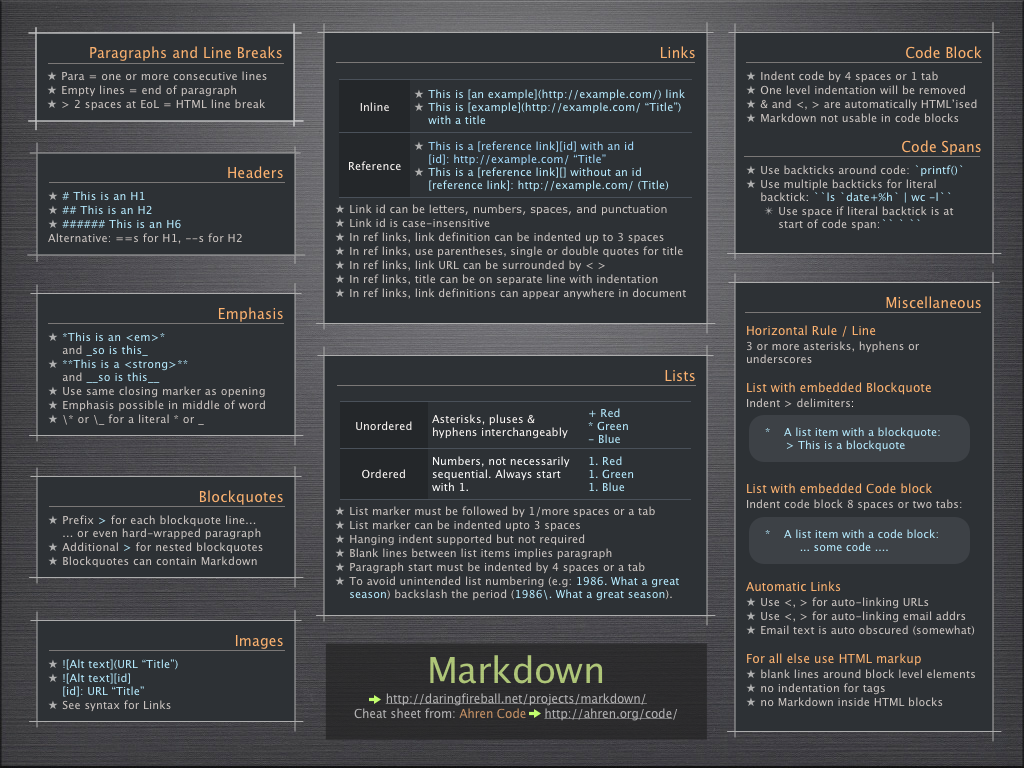 Paragraphs and Line Breaks
★ Para = one or more consecutive lines
★ Empty lines = end of paragraph
★ > 2 spaces at EoL = HTML line break
Headers
★ # This is an H1
★ ## This is an H2
★ ###### This is an H6
Alternative: ==s for H1, --s for H2
Emphasis
★ *This is an <em>*
and _so is this_
★ **This is a <strong>**
and __so is this__
★ Use same closing marker as opening
★ Emphasis possible in middle of word
★ \* or \_ for a literal * or _
Blockquotes
★ Prefix > for each blockquote line...
... or even hard-wrapped paragraph
★ Additional > for nested blockquotes
★ Blockquotes can contain Markdown
Images
★ ![Alt text](URL “Title”)
★ ![Alt text][id]
[id]: URL “Title”
★ See syntax for Links
Links
Inline
★ This is [an example](http://example.com/) link
★ This is [example](http://example.com/ “Title”)
with a title
Reference
★ This is a [reference link][id] with an id
[id]: http://example.com/ “Title”
★ This is a [reference link][] without an id
[reference link]: http://example.com/ (Title)
★ Link id can be letters, numbers, spaces, and punctuation
★ Link id is case-insensitive
★ In ref links, link definition can be indented up to 3 spaces
★ In ref links, use parentheses, single or double quotes for title
★ In ref links, link URL can be surrounded by < >
★ In ref links, title can be on separate line with indentation
★ In ref links, link definitions can appear anywhere in document
Lists
Unordered
Asterisks, pluses &
hyphens interchangeably
+ Red
* Green
– Blue
Ordered
Numbers, not necessarily
sequential. Always start
with 1.
1. Red
1. Green
1. Blue
★ List marker must be followed by 1/more spaces or a tab
★ List marker can be indented upto 3 spaces
★ Hanging indent supported but not required
★ Blank lines between list items implies paragraph
★ Paragraph start must be indented by 4 spaces or a tab
★ To avoid unintended list numbering (e.g: 1986. What a great
season) backslash the period (1986\. What a great season).
Markdown
http://daringfireball.net/projects/markdown/
Cheat sheet from: Ahren Code http://ahren.org/code/
Code Block
★ Indent code by 4 spaces or 1 tab
★ One level indentation will be removed
★ & and <, > are automatically HTML’ised
★ Markdown not usable in code blocks
Code Spans
★ Use backticks around code: `printf()`
★ Use multiple backticks for literal
backtick: ``ls `date+%h` | wc -l``
✴ Use space if literal backtick is at
start of code span:`` ` ``
Miscellaneous
Horizontal Rule / Line
3 or more asterisks, hyphens or
underscores
List with embedded Blockquote
Indent > delimiters:
* A list item with a blockquote:
> This is a blockquote
List with embedded Code block
Indent code block 8 spaces or two tabs:
* A list item with a code block:
... some code ....
Automatic Links
★ Use <, > for auto-linking URLs
★ Use <, > for auto-linking email addrs
★ Email text is auto obscured (somewhat)
For all else use HTML markup
★ blank lines around block level elements
★ no indentation for tags
★ no Markdown inside HTML blocks